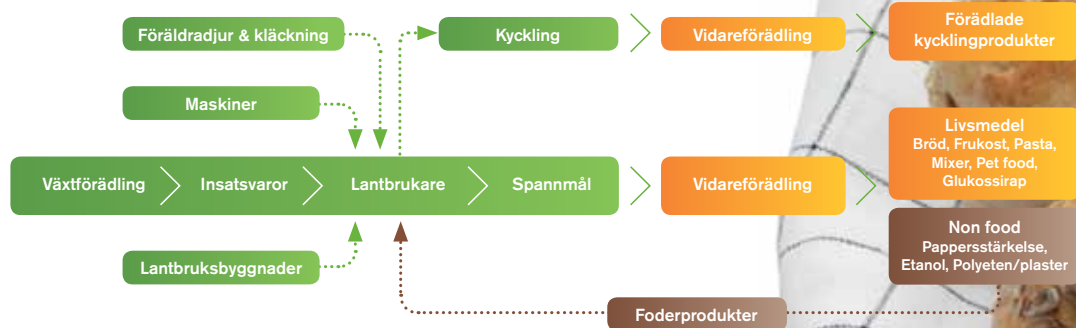 Föräldradjur & kläckning
Kyckling
Vidareförädling
Förädlade
kycklingprodukter
Maskiner
Växtförädling
Insatsvaror
Lantbrukare
Spannmål
Vidareförädling
Livsmedel
Bröd, Frukost, Pasta,
Mixer, Pet food,
Glukossirap
Lantbruksbyggnader
Non food
Pappersstärkelse,
Etanol, Polyeten/plaster
Foderprodukter